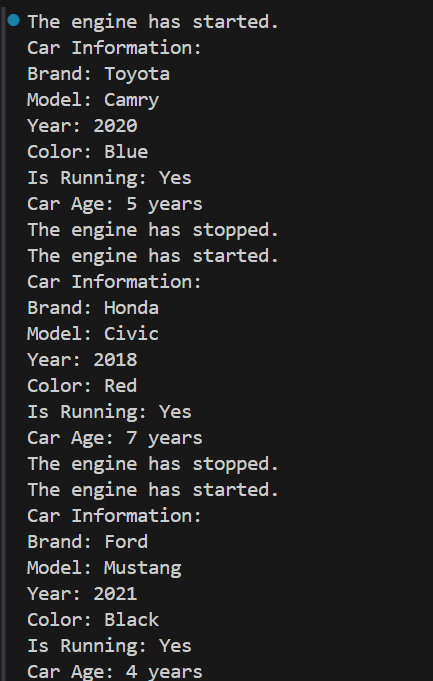 The engine has started.
Car Information:
Brand: Toyota
Model: Camry
Year: 2020
Color: Blue
Is Running: Yes
Car Age: 5 years
The engine has stopped.
The engine has started.
Car Information:
Brand: Honda
Model: Civic
Year: 2018
Color: Red
Is Running: Yes
Car Age: 7 years
The engine has stopped.
The engine has started.
Car Information:
Brand: Ford
Model: Mustang
Year: 2021
Color: Black
Is Running: Yes
Car Age: 4 years